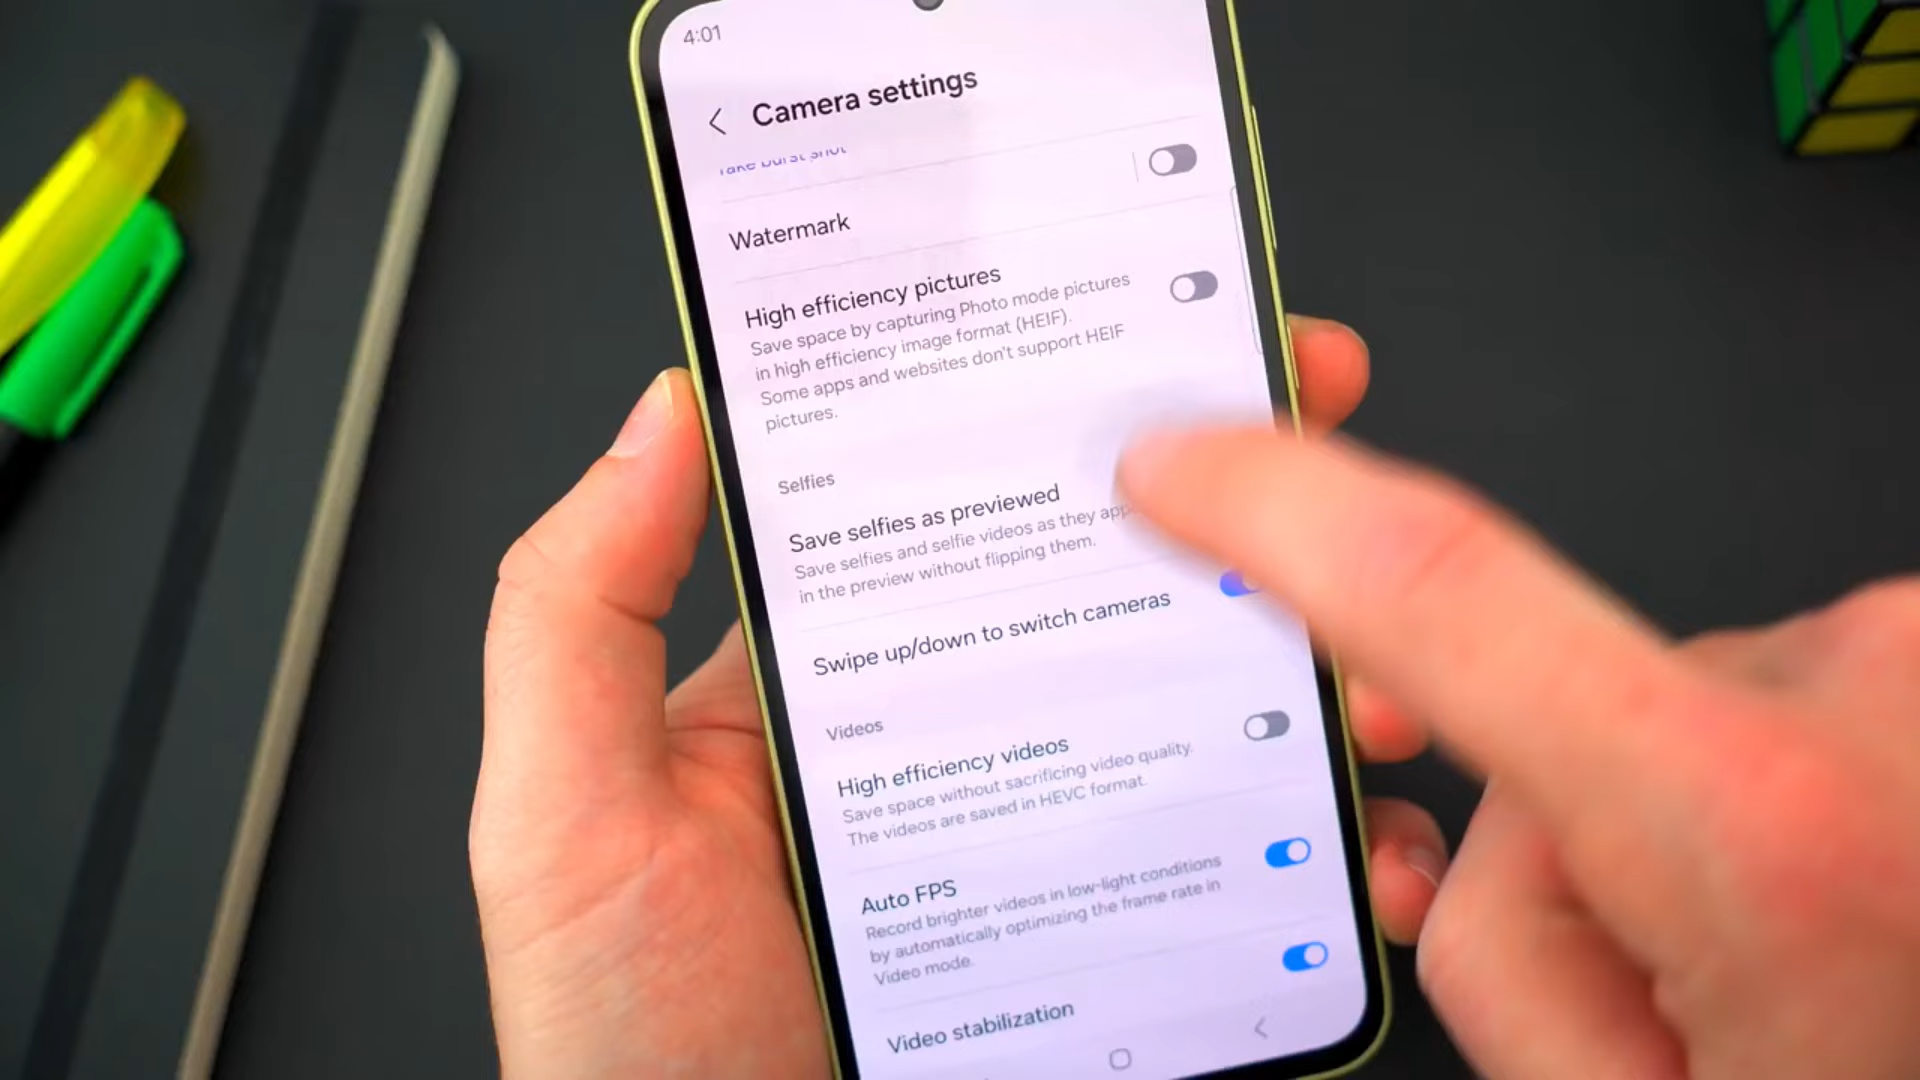 4:01
Camera settings
Take burst shot
Watermark
High efficiency pictures
Save space by capturing Photo mode pictures
in high efficiency image format (HEIF).
Some apps and websites don't support HEIF
pictures.
Selfies
Save selfies as previewed
Save selfies and selfie videos as they
in the preview without flipping them.
Swipe up/down to switch cameras
Videos
High efficiency videos
Save space without sacrificing video quality.
The videos are saved in HEVC format.
Auto FPS
Record brighter videos in low-light conditions
by automatically optimizing the frame rate in
Video mode.
Video stabilization